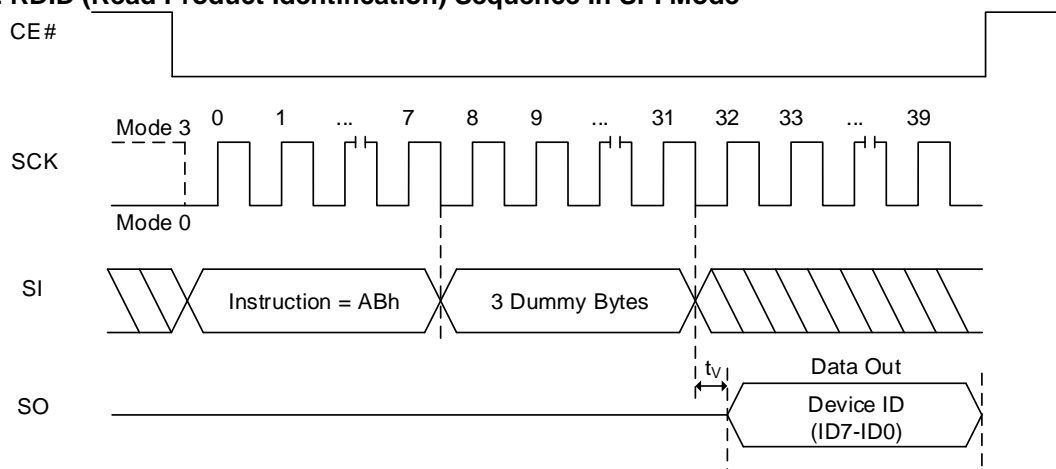 RDID (Read Product Identification) Sequence in SPI Mode
CE#
SCK
Mode 3
0 1 ... 7 8 9 ... 31 32 33 ... 39
Mode 0
SI
Instruction = ABh
3 Dummy Bytes
tV
Data Out
SO
Device ID
(ID7-ID0)